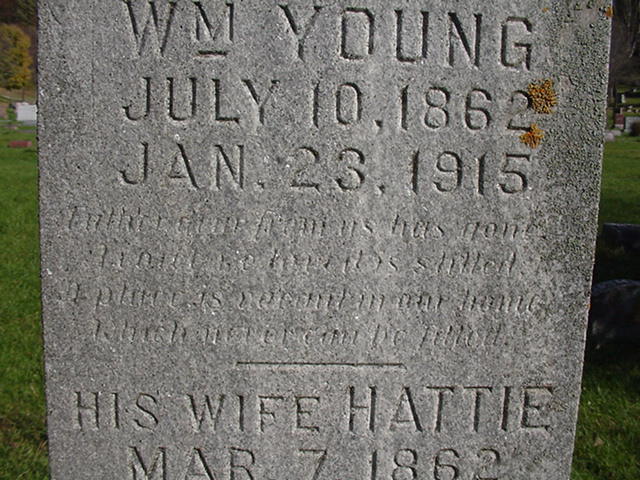 WM YOUNG
JULY 10, 1862
JAN. 23, 1915
Father dear from us has gone
A voice we loved is stilled,
A place is vacant in our home
Which never can be filled.
HIS WIFE HATTIE
MAR. 7, 1862